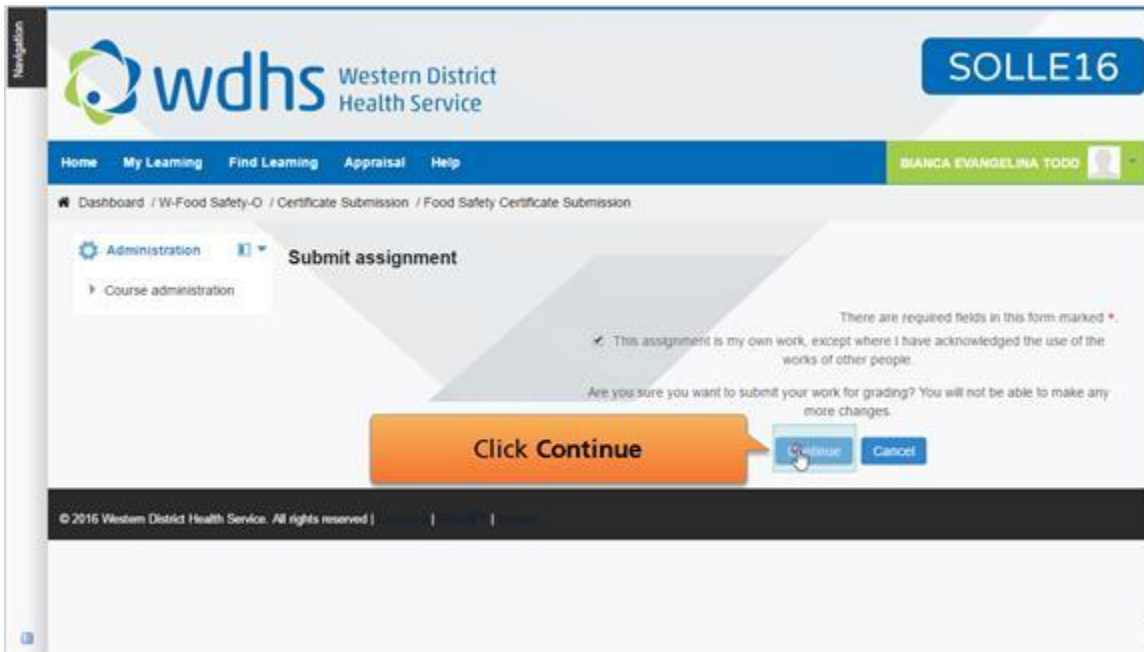 Navigation
wdhs Western District
Health Service
SOLLE16
Home My Learning Find Learning Appraisal Help
BIANCA EVANGELINA TODD
Dashboard / W-Food Safety-O / Certificate Submission / Food Safety Certificate Submission
Administration
Submit assignment
Course administration
There are required fields in this form marked *.
This assignment is my own work, except where I have acknowledged the use of the
works of other people.
Are you sure you want to submit your work for grading? You will not be able to make any
more changes.
Click Continue
Continue
Cancel
© 2016 Western District Health Service. All rights reserved | | |